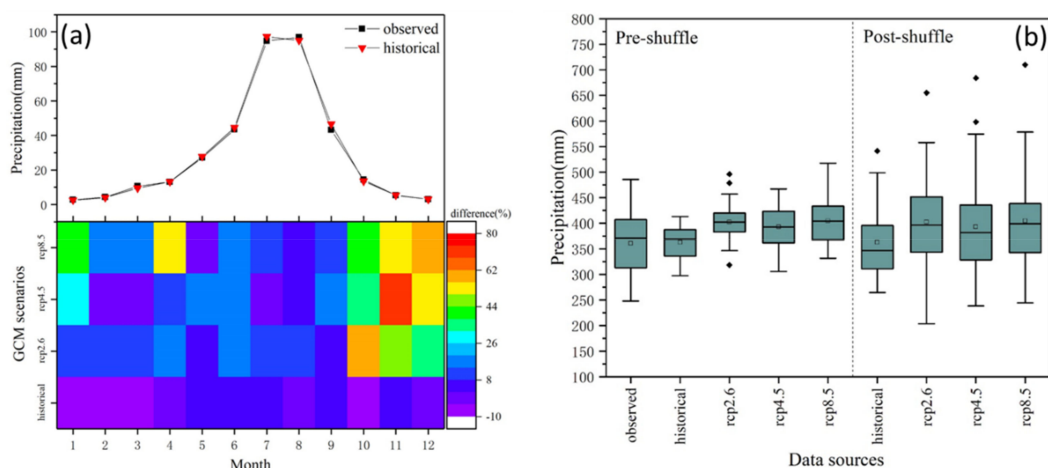 (a)
observed
historical
Precipitation(mm)
100
80
60
40
20
0
difference(%)
80
62
44
26
8
-10
GCM scenarios
rcp8.5
rcp4.5
rcp2.6
historical
1 2 3 4 5 6 7 8 9 10 11 12
Month
(b)
Pre-shuffle
Post-shuffle
Precipitation(mm)
800
750
700
650
600
550
500
450
400
350
300
250
200
150
100
observed
historical
rcp2.6
rcp4.5
rcp8.5
historical
rcp2.6
rcp4.5
rcp8.5
Data sources